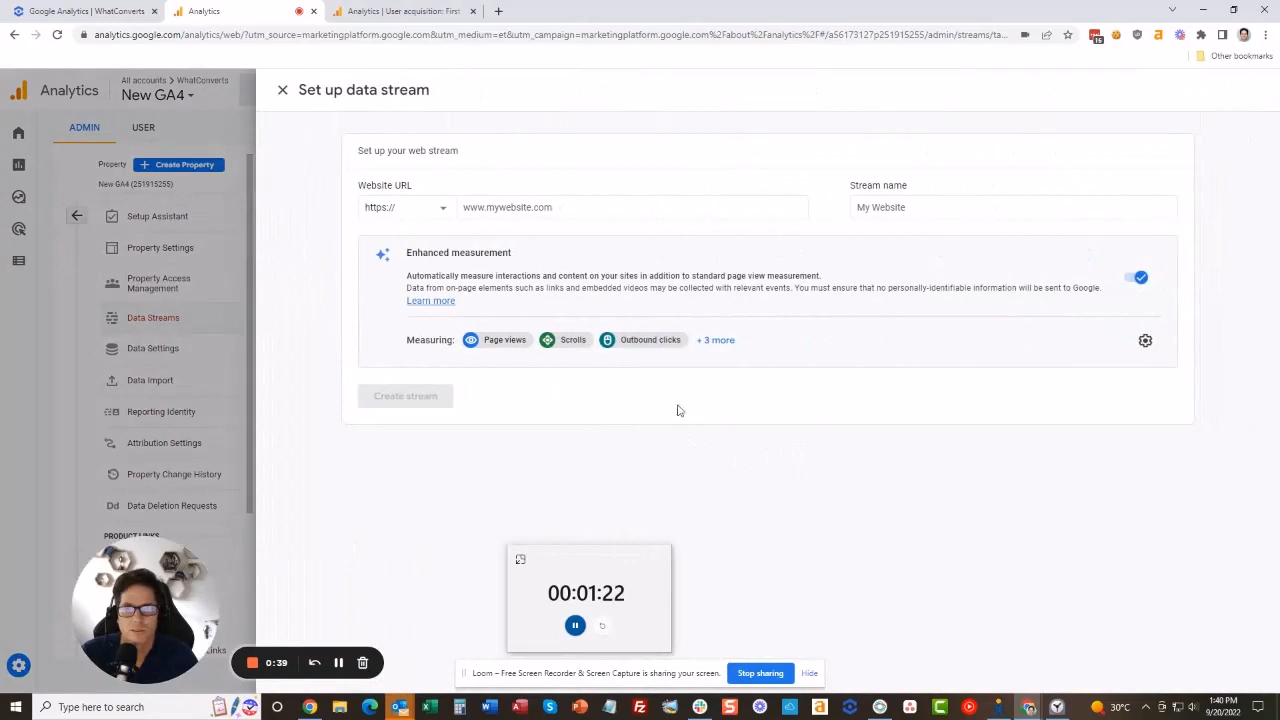 Google Analytics | WhatConverts
Analytics
Analytics | User acquisition: First
analytics.google.com/analytics/web/?utm_source=marketingplatform.google.com&utm_medium=et&utm_campaign=marketingplatform.google.com%2Fabout%2Fanalytics%2F#/a56173127p251915255/admin/streams/ta...
15
Other bookmarks
Analytics
All accounts > WhatConverts
New GA4
Set up data stream
ADMIN
USER
Property
Create Property
New GA4 (251915255)
Setup Assistant
Property Settings
Property Access
Management
Data Streams
Data Settings
Data Import
Reporting Identity
Attribution Settings
Property Change History
Dd
Data Deletion Requests
PRODUCT LINKS
Links
Set up your web stream
Website URL
Stream name
https://
www.mywebsite.com
My Website
Enhanced measurement
Automatically measure interactions and content on your sites in addition to standard page view measurement.
Data from on-page elements such as links and embedded videos may be collected with relevant events. You must ensure that no personally-identifiable information will be sent to Google.
Learn more
Measuring:
Page views
Scrolls
Outbound clicks
+ 3 more
Create stream
00:01:22
0:39
Loom – Free Screen Recorder & Screen Capture is sharing your screen.
Stop sharing
Hide
Type here to search
30°C
1:40 PM
9/20/2022